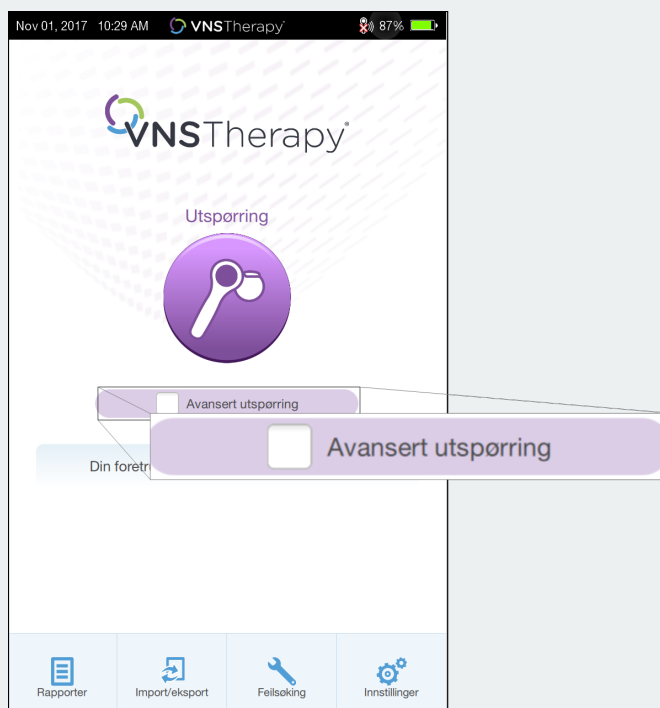 Nov 01, 2017 10:29 AM VNSTherapy 87%
VNSTherapy
Utspørring
Avansert utspørring
Avansert utspørring
Din
Rapporter Import/eksport Feilsøking Innstillinger